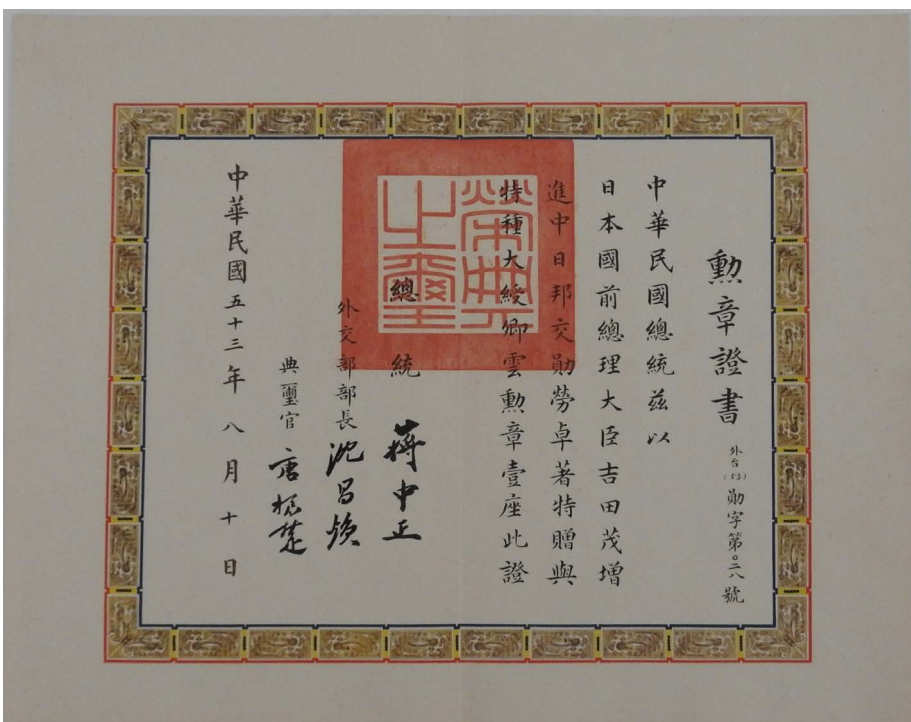 勳章證書
外台(53)勛字第〇二八號
中華民國總統茲以
日本國前總理大臣吉田茂增
進中日邦交勛勞卓著特贈與
特種大綬卿雲勳章壹座此證
榮典之璽
總統 蔣中正
外交部部長 沈昌煥
典璽官 唐振楚
中華民國五十三年八月十日